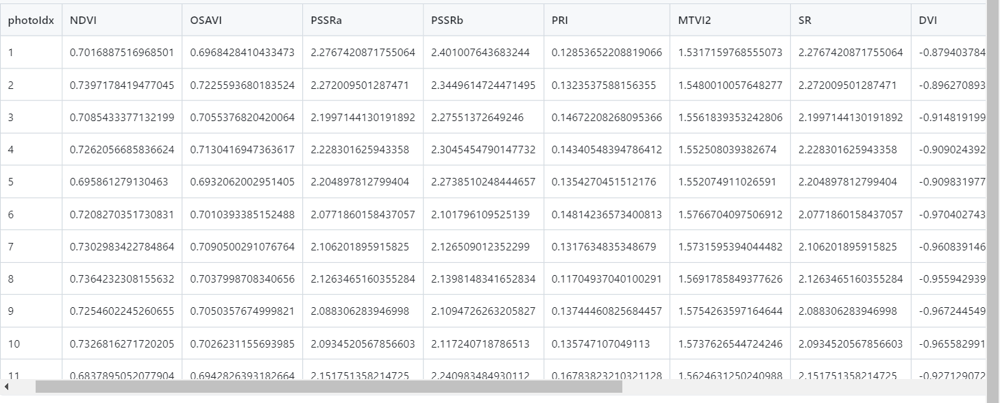 photoIdx NDVI OSAVI PSSRa PSSRb PRI MTVI2 SR DVI
1 0.7016887516968501 0.6968428410433473 2.2767420871755064 2.401007643683244 0.12853652208819066 1.5317159768555073 2.2767420871755064 -0.879403784
2 0.7397178419477045 0.7225593680183524 2.272009501287471 2.3449614724471495 0.1323537588156355 1.5480010057648277 2.272009501287471 -0.896270893
3 0.7085433377132199 0.7055376820420064 2.1997144130191892 2.27551372649246 0.14672208268095366 1.5561839353242806 2.1997144130191892 -0.914819199
4 0.7262056685836624 0.7130416947363617 2.228301625943358 2.3045454790147732 0.14340548394786412 1.552508039382674 2.228301625943358 -0.909024392
5 0.695861279130463 0.6932062002951405 2.204897812799404 2.2738510248444657 0.1354270451512176 1.552074911026591 2.204897812799404 -0.909831977
6 0.7208270351730831 0.7010393385152488 2.0771860158437057 2.101796109525139 0.14814236573400813 1.5766704097506912 2.0771860158437057 -0.970402743
7 0.7302983422784864 0.7090500291076764 2.106201895915825 2.126509012352299 0.1317634835348679 1.5731595394044482 2.106201895915825 -0.960839146
8 0.7364232308155632 0.7037998708340656 2.1263465160355284 2.1398148341652834 0.11704937040100291 1.5691785849377626 2.1263465160355284 -0.955942939
9 0.7254602245260655 0.7050357674999821 2.088306283946998 2.1094726263205827 0.13744460825684457 1.5754263597164644 2.088306283946998 -0.967244549
10 0.7326816271720205 0.7026231155693985 2.0934520567856603 2.117240718786513 0.135747107049113 1.5737626544724246 2.0934520567856603 -0.965582991
11 0.6837895052077904 0.6942826393182664 2.151751358214725 2.240983484930112 0.16783823210321128 1.5624631250240988 2.151751358214725 -0.927129072